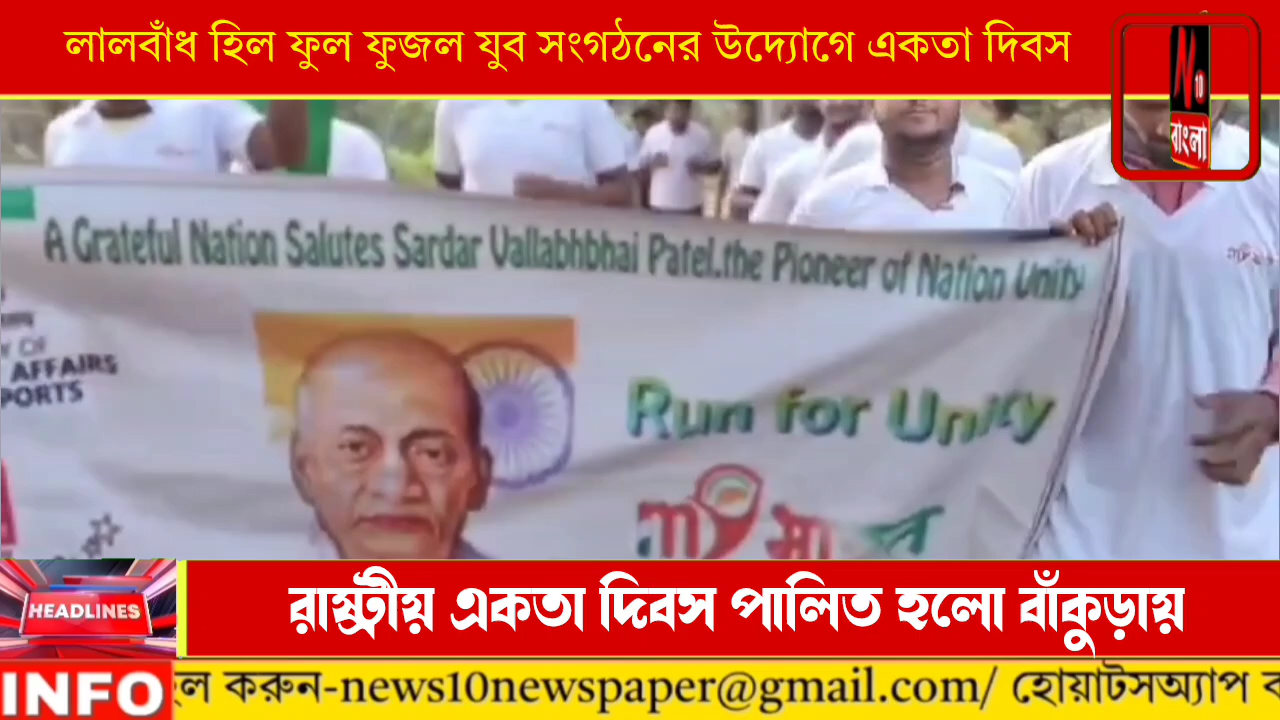 লালবাঁধ হিল ফুল ফুজল যুব সংগঠনের উদ্যোগে একতা দিবস
N
10
বাংলা
A Grateful Nation Salutes Sardar Vallabhbhai Patel.the Pioneer of Nation Unity
OF
AFFAIRS
PORTS
Run for Unity
HEADLINES
রাষ্ট্রীয় একতা দিবস পালিত হলো বাঁকুড়ায়
INFO
করুন-news10newspaper@gmail.com/ হোয়াটসঅ্যাপ